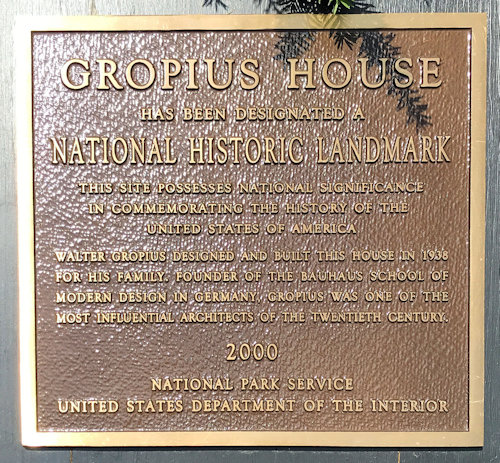 GROPIUS HOUSE
HAS BEEN DESIGNATED A
NATIONAL HISTORIC LANDMARK
THIS SITE POSSESSES NATIONAL SIGNIFICANCE
IN COMMEMORATING THE HISTORY OF THE
UNITED STATES OF AMERICA
WALTER GROPIUS DESIGNED AND BUILT THIS HOUSE IN 1938
FOR HIS FAMILY. FOUNDER OF THE BAUHAUS SCHOOL OF
MODERN DESIGN IN GERMANY, GROPIUS WAS ONE OF THE
MOST INFLUENTIAL ARCHITECTS OF THE TWENTIETH CENTURY.
2000
NATIONAL PARK SERVICE
UNITED STATES DEPARTMENT OF THE INTERIOR